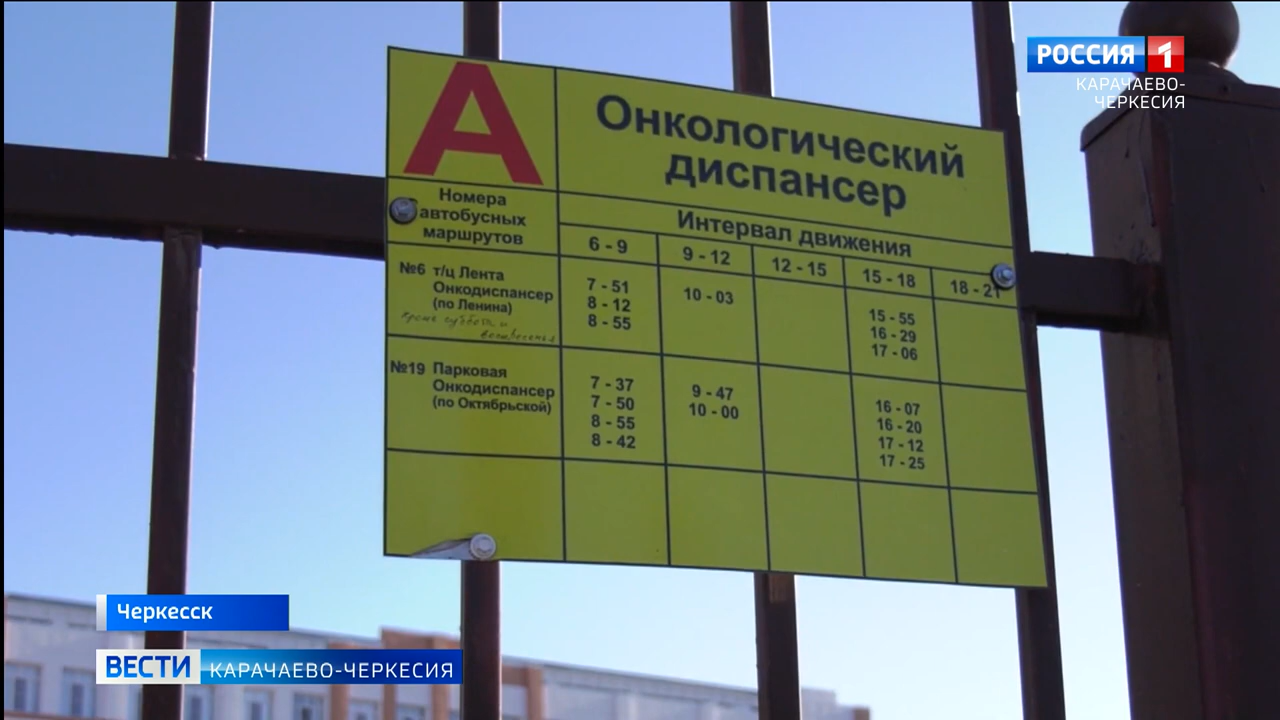 РОССИЯ 1
КАРАЧАЕВО-
ЧЕРКЕСИЯ
А
Онкологический
диспансер
Номера
автобусных
маршрутов
Интервал движения
6 - 9 9 - 12 12 - 15 15 - 18 18 - 21
№6 т/ц Лента
Онкодиспансер
(по Ленина)
кроме субботы и
воскресенья
7 - 51
8 - 12
8 - 55
10 - 03
15 - 55
16 - 29
17 - 06
№19 Парковая
Онкодиспансер
(по Октябрьской)
7 - 37
7 - 50
8 - 55
8 - 42
9 - 47
10 - 00
16 - 07
16 - 20
17 - 12
17 - 25
Черкесск
ВЕСТИ КАРАЧАЕВО-ЧЕРКЕСИЯ